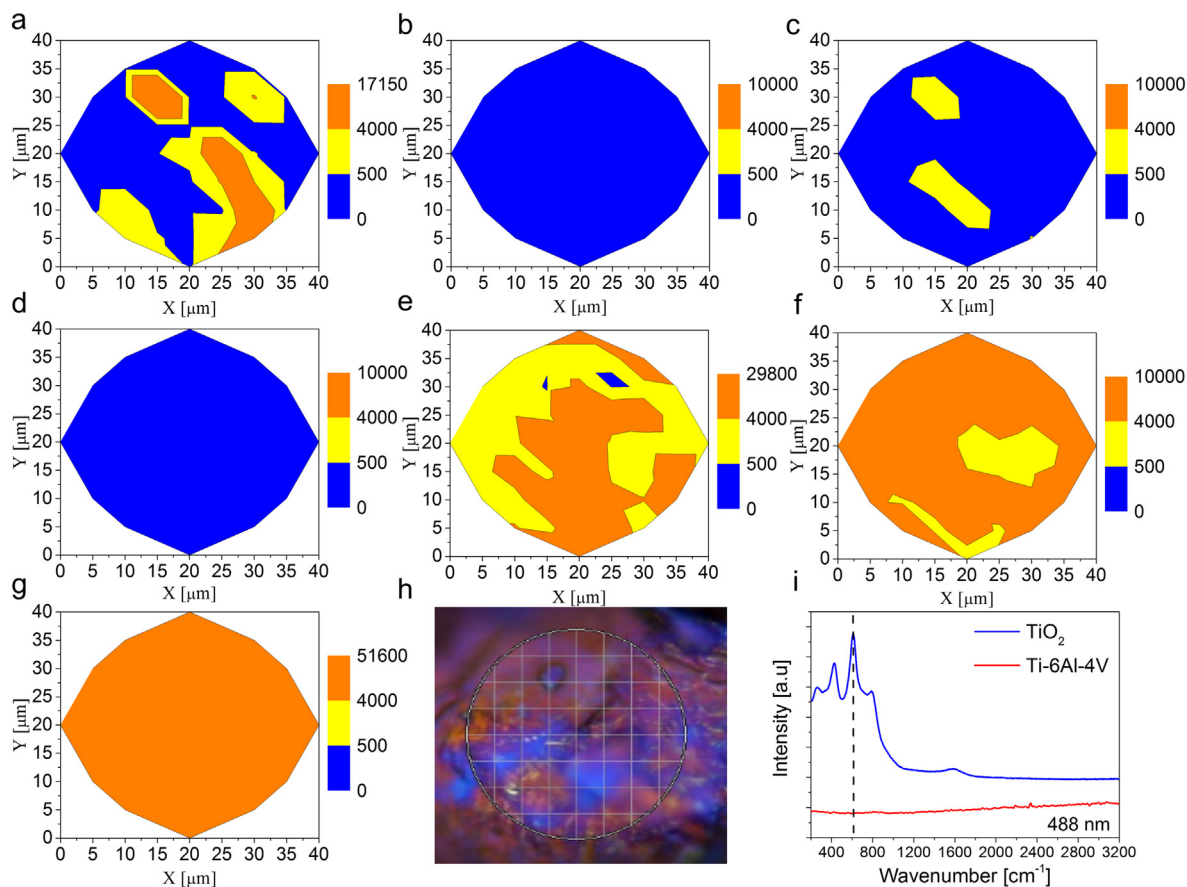 a
b
c
40
35
30
25
20
15
10
5
0
Y [μm]
0 5 10 15 20 25 30 35 40
X [μm]
17150
4000
500
0
40
35
30
25
20
15
10
5
0
Y [μm]
0 5 10 15 20 25 30 35 40
X [μm]
10000
4000
500
0
40
35
30
25
20
15
10
5
0
Y [μm]
0 5 10 15 20 25 30 35 40
X [μm]
10000
4000
500
0
d
e
f
40
35
30
25
20
15
10
5
0
Y [μm]
0 5 10 15 20 25 30 35 40
X [μm]
10000
4000
500
0
40
35
30
25
20
15
10
5
0
Y [μm]
0 5 10 15 20 25 30 35 40
X [μm]
29800
4000
500
0
40
35
30
25
20
15
10
5
0
Y [μm]
0 5 10 15 20 25 30 35 40
X [μm]
10000
4000
500
0
g
h
i
40
35
30
25
20
15
10
5
0
Y [μm]
0 5 10 15 20 25 30 35 40
X [μm]
51600
4000
500
0
Intensity [a.u]
TiO₂
Ti-6Al-4V
488 nm
400 800 1200 1600 2000 2400 2800 3200
Wavenumber [cm⁻¹]